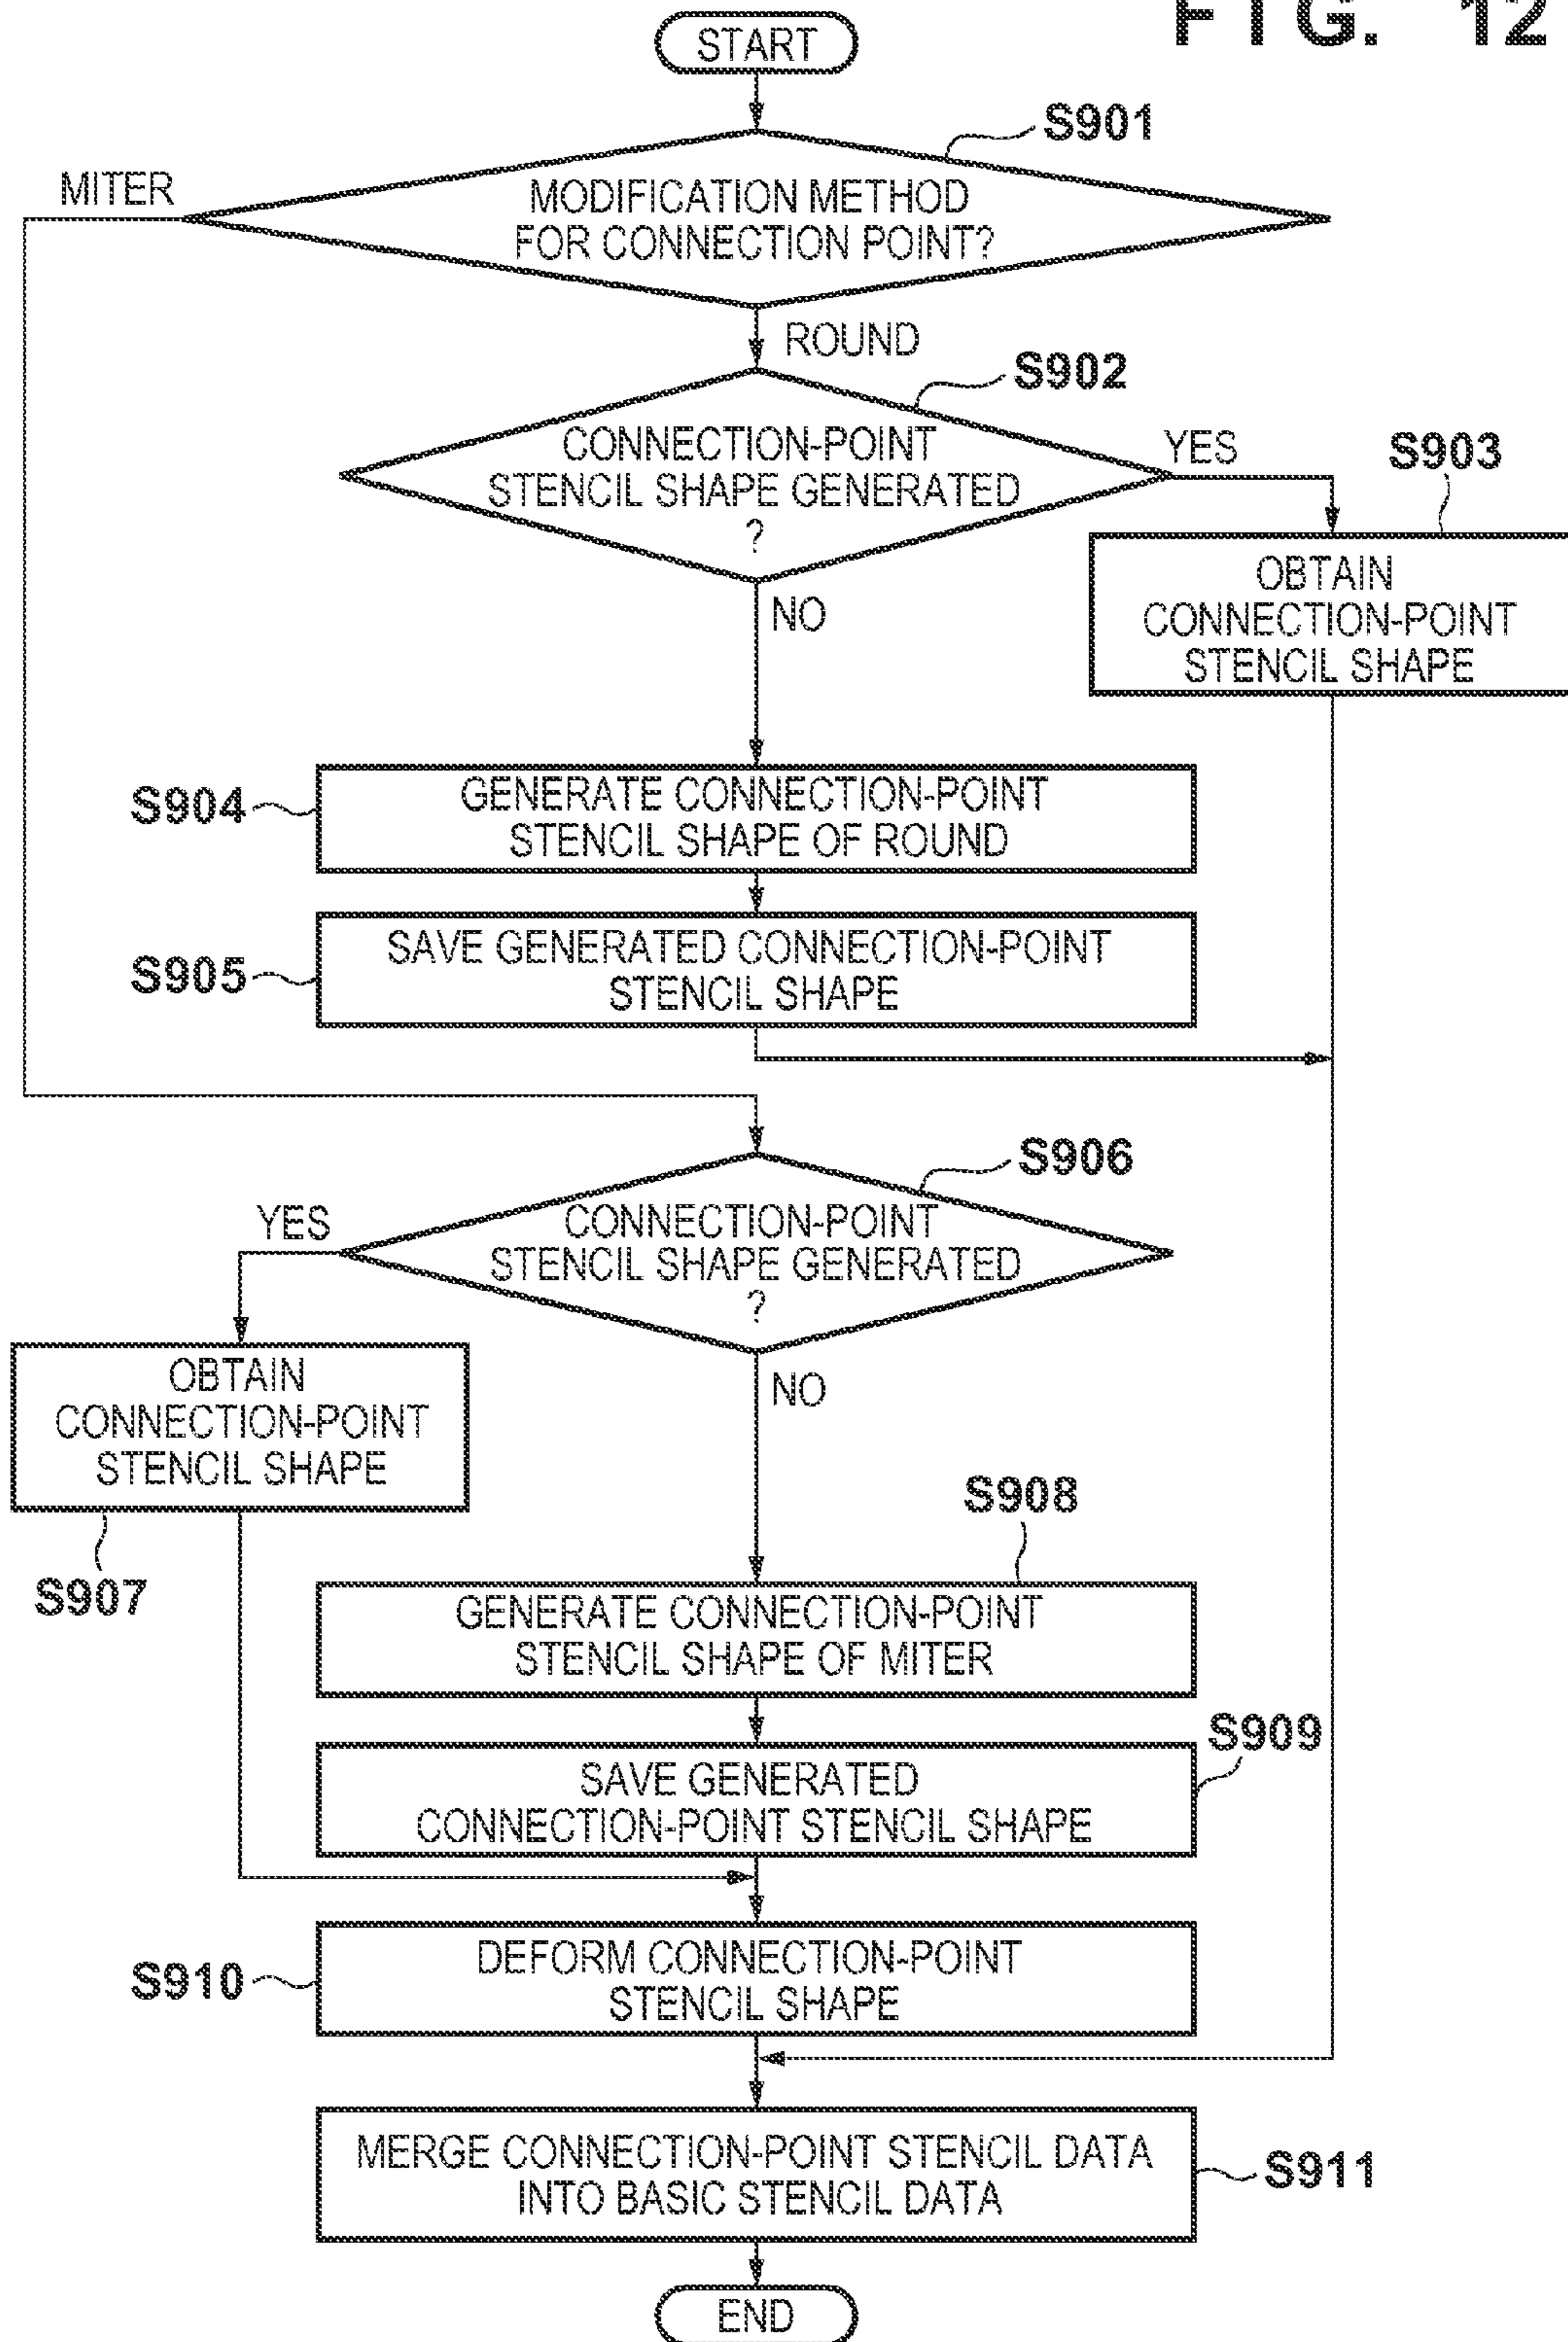 FIG. 12
START
S901
MITER
MODIFICATION METHOD
FOR CONNECTION POINT?
ROUND
S902
CONNECTION-POINT
STENCIL SHAPE GENERATED
?
YES
S903
NO
OBTAIN
CONNECTION-POINT
STENCIL SHAPE
S904
GENERATE CONNECTION-POINT
STENCIL SHAPE OF ROUND
S905
SAVE GENERATED CONNECTION-POINT
STENCIL SHAPE
S906
YES
CONNECTION-POINT
STENCIL SHAPE GENERATED
?
NO
OBTAIN
CONNECTION-POINT
STENCIL SHAPE
S907
S908
GENERATE CONNECTION-POINT
STENCIL SHAPE OF MITER
S909
SAVE GENERATED
CONNECTION-POINT STENCIL SHAPE
S910
DEFORM CONNECTION-POINT
STENCIL SHAPE
MERGE CONNECTION-POINT STENCIL DATA
INTO BASIC STENCIL DATA
S911
END